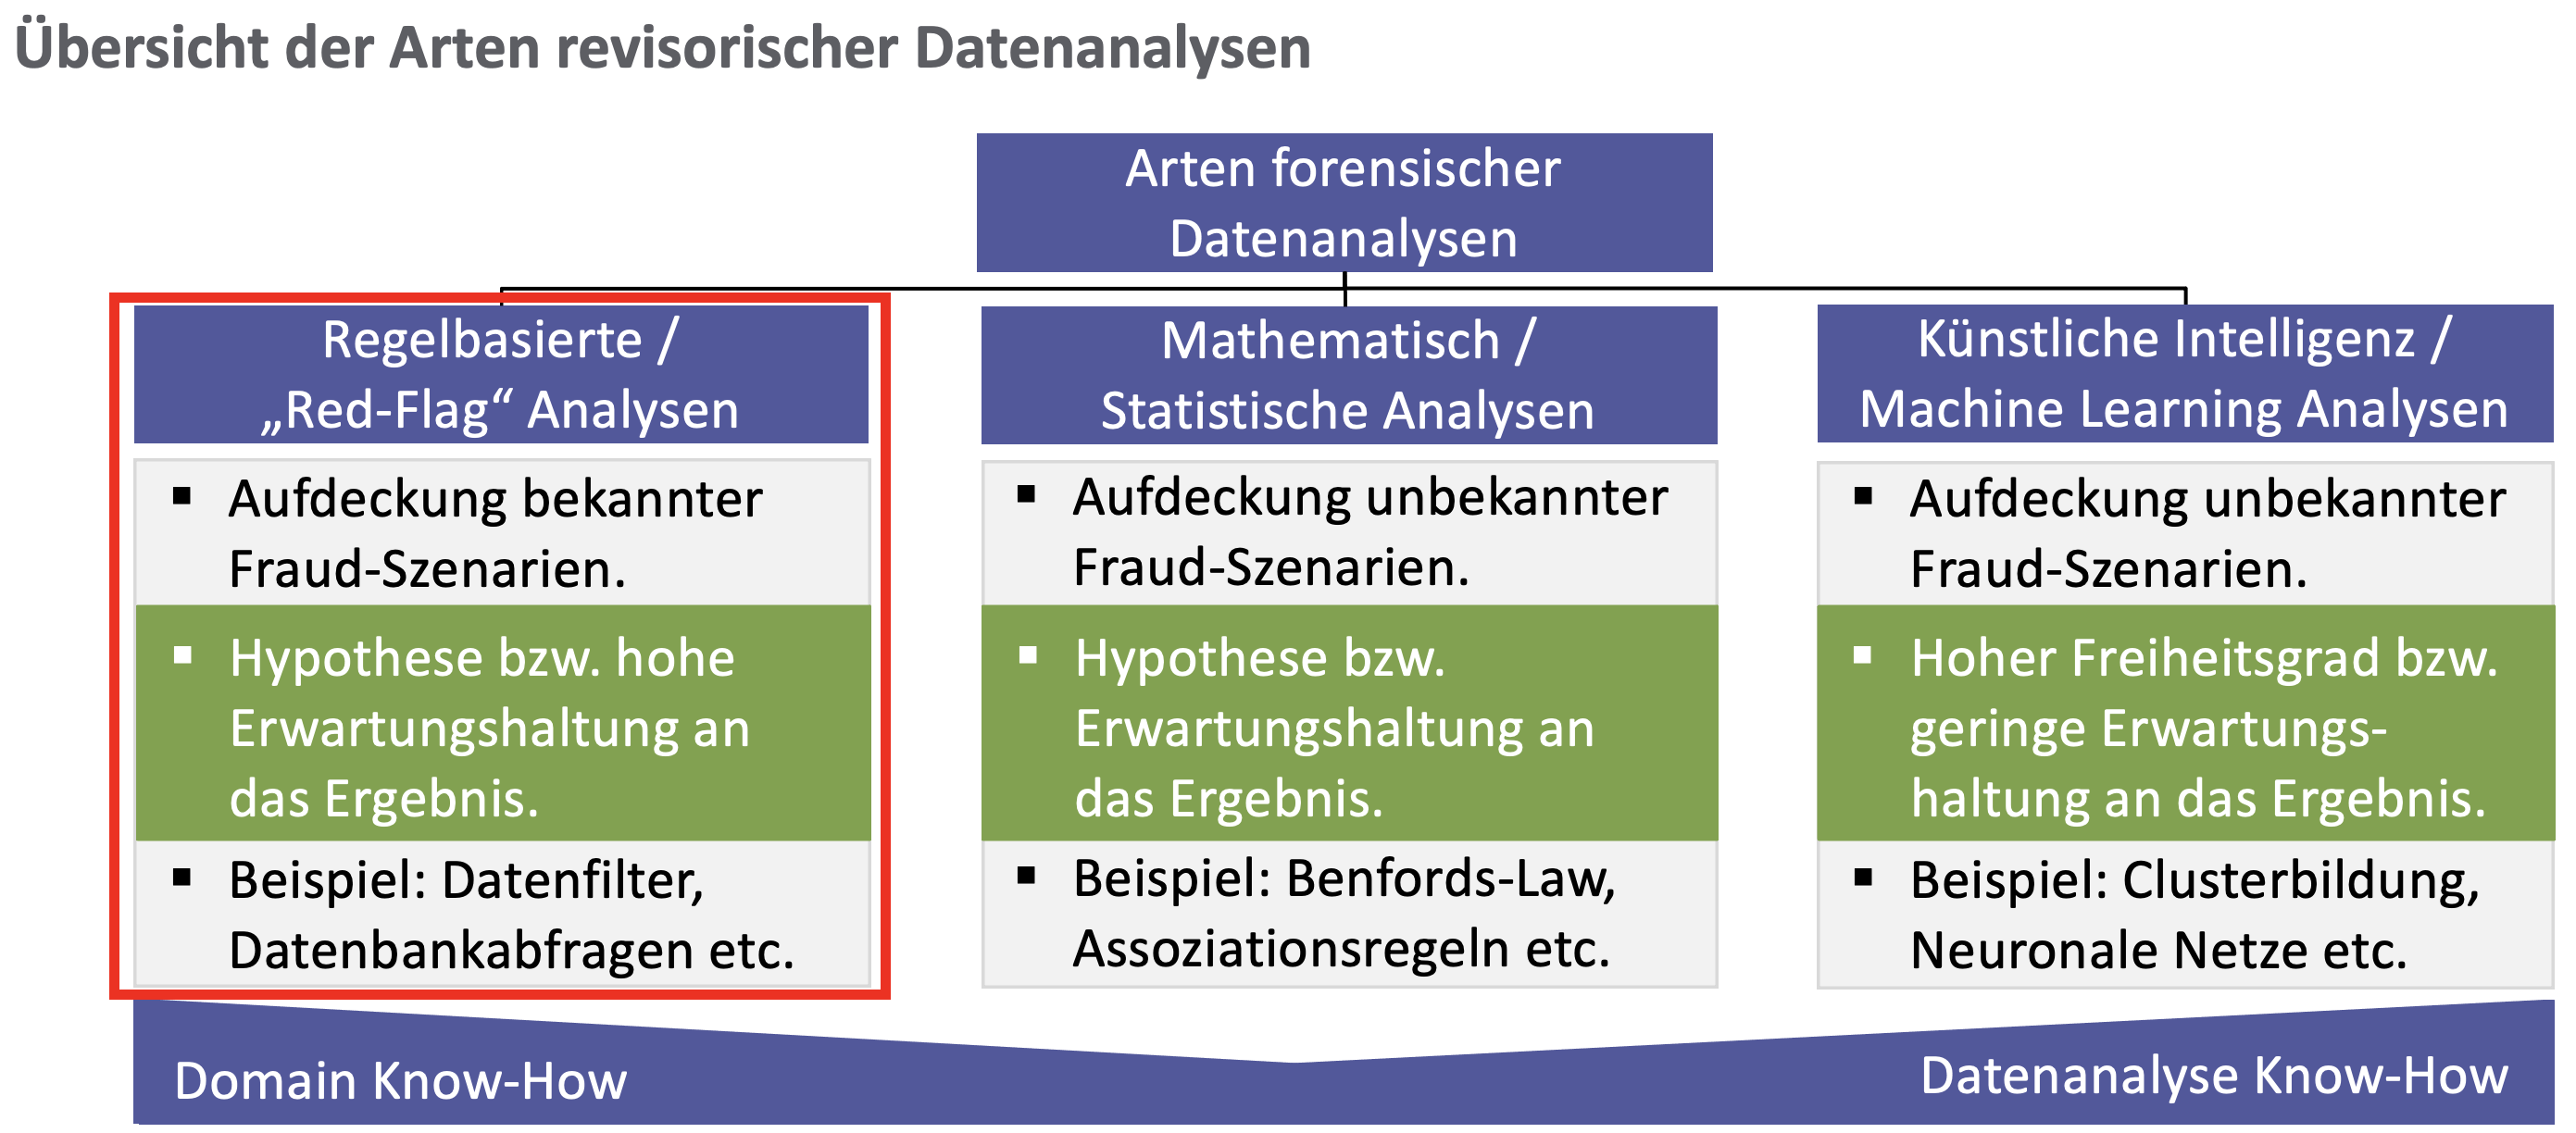 Übersicht der Arten revisorischer Datenanalysen
Arten forensischer
Datenanalysen
Regelbasierte /
„Red-Flag“ Analysen
▪ Aufdeckung bekannter
Fraud-Szenarien.
▪ Hypothese bzw. hohe
Erwartungshaltung an
das Ergebnis.
▪ Beispiel: Datenfilter,
Datenbankabfragen etc.
Mathematisch /
Statistische Analysen
▪ Aufdeckung unbekannter
Fraud-Szenarien.
▪ Hypothese bzw.
Erwartungshaltung an
das Ergebnis.
▪ Beispiel: Benfords-Law,
Assoziationsregeln etc.
Künstliche Intelligenz /
Machine Learning Analysen
▪ Aufdeckung unbekannter
Fraud-Szenarien.
▪ Hoher Freiheitsgrad bzw.
geringe Erwartungs-
haltung an das Ergebnis.
▪ Beispiel: Clusterbildung,
Neuronale Netze etc.
Domain Know-How
Datenanalyse Know-How